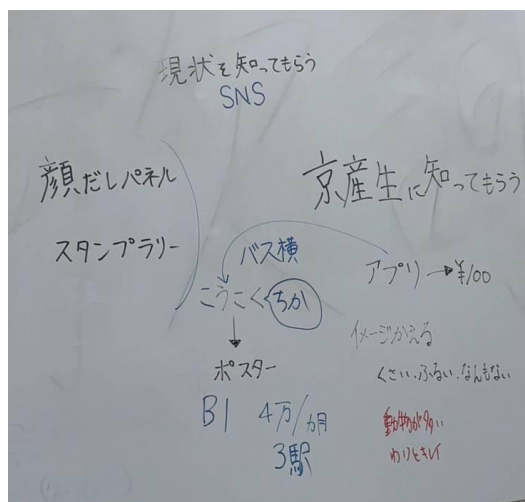 現状を知ってもらう
SNS
顔だしパネル
スタンプラリー
京産生に知ってもらう
バス横
こうこく
ちか
アプリ→¥100
ポスター
B1 4万/カ月
3駅
イメージかえる
くさい、ふるい、なんもない
動物が多い
わりとキレイ